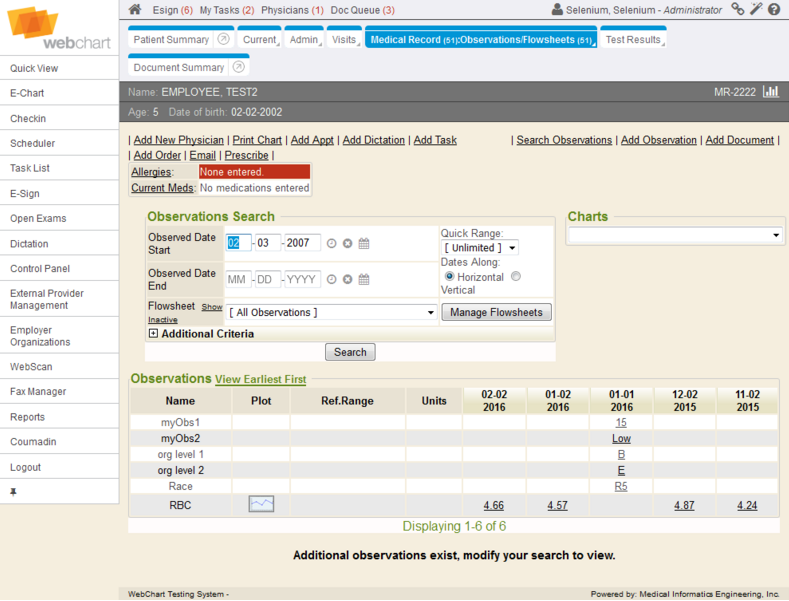 webchart
Esign (6) My Tasks (2) Physicians (1) Doc Queue (3)
Selenium, Selenium - Administrator
Patient Summary
Current
Admin
Visits
Medical Record (51):Observations/Flowsheets (51)
Test Results
Document Summary
Quick View
E-Chart
Checkin
Scheduler
Task List
E-Sign
Open Exams
Dictation
Control Panel
External Provider
Management
Employer
Organizations
WebScan
Fax Manager
Reports
Coumadin
Logout
Name: EMPLOYEE, TEST2
MR-2222
Age: 5 Date of birth: 02-02-2002
| Add New Physician | Print Chart | Add Appt | Add Dictation | Add Task
| Add Order | Email | Prescribe |
| Search Observations | Add Observation | Add Document |
Allergies: None entered.
Current Meds: No medications entered
Observations Search
Observed Date
Start
02 - 03 - 2007
Observed Date
End
MM - DD - YYYY
Quick Range:
[ Unlimited ]
Dates Along:
Horizontal
Vertical
Flowsheet Show
Inactive
[ All Observations ]
Manage Flowsheets
Additional Criteria
Search
Charts
Observations View Earliest First
Name Plot Ref.Range Units 02-02 2016 01-02 2016 01-01 2016 12-02 2015 11-02 2015
myObs1 15
myObs2 Low
org level 1 B
org level 2 E
Race R5
RBC 4.66 4.57 4.87 4.24
Displaying 1-6 of 6
Additional observations exist, modify your search to view.
WebChart Testing System -
Powered by: Medical Informatics Engineering, Inc.